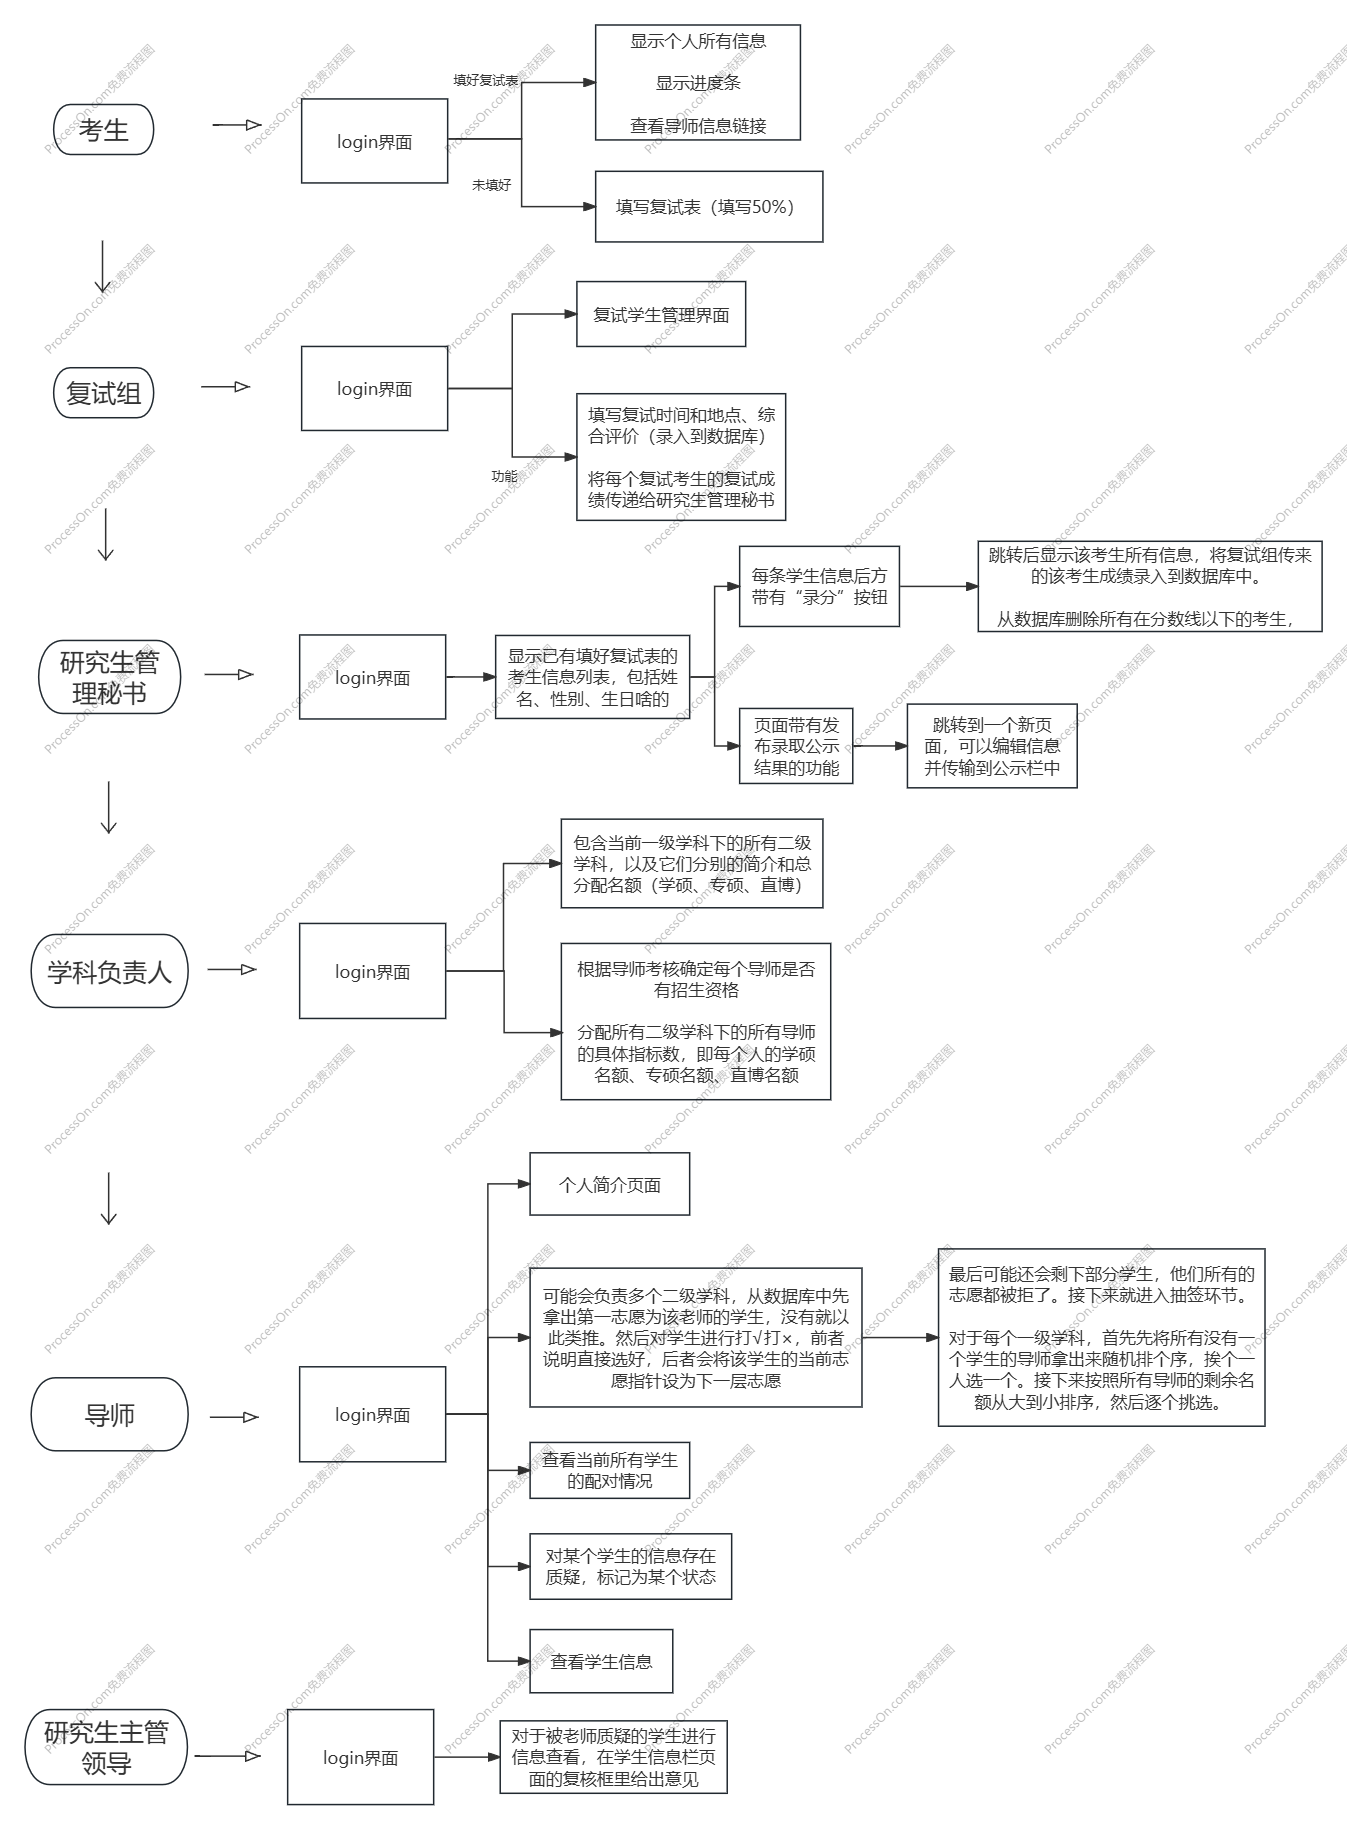 显示个人所有信息
显示进度条
查看导师信息链接
填好复试表
考生
login界面
未填好
填写复试表（填写50%）
复试学生管理界面
复试组
login界面
功能
填写复试时间和地点、综
合评价（录入到数据库）
将每个复试考生的复试成
绩传递给研究生管理秘书
研究生管
理秘书
login界面
显示已有填好复试表的
考生信息列表，包括姓
名、性别、生日啥的
每条学生信息后方
带有“录分”按钮
跳转后显示该考生所有信息，将复试组传来
的该考生成绩录入到数据库中。
从数据库删除所有在分数线以下的考生，
页面带有发
布录取公示
结果的功能
跳转到一个新页
面，可以编辑信息
并传输到公示栏中
学科负责人
login界面
包含当前一级学科下的所有二级
学科，以及它们分别的简介和总
分配名额（学硕、专硕、直博）
根据导师考核确定每个导师是否
有招生资格
分配所有二级学科下的所有导师
的具体指标数，即每个人的学硕
名额、专硕名额、直博名额
导师
login界面
个人简介页面
可能会负责多个二级学科，从数据库中先
拿出第一志愿为该老师的学生，没有就以
此类推。然后对学生进行打√打×，前者
说明直接选好，后者会将该学生的当前志
愿指针设为下一层志愿
最后可能还会剩下部分学生，他们所有的
志愿都被拒了。接下来就进入抽签环节。
对于每个一级学科，首先先将所有没有一
个学生的导师拿出来随机排个序，挨个一
人选一个。接下来按照所有导师的剩余名
额从大到小排序，然后逐个挑选。
查看当前所有学生
的配对情况
对某个学生的信息存在
质疑，标记为某个状态
查看学生信息
研究生主管
领导
login界面
对于被老师质疑的学生进行
信息查看，在学生信息栏页
面的复核框里给出意见
ProcessOn.com免费流程图